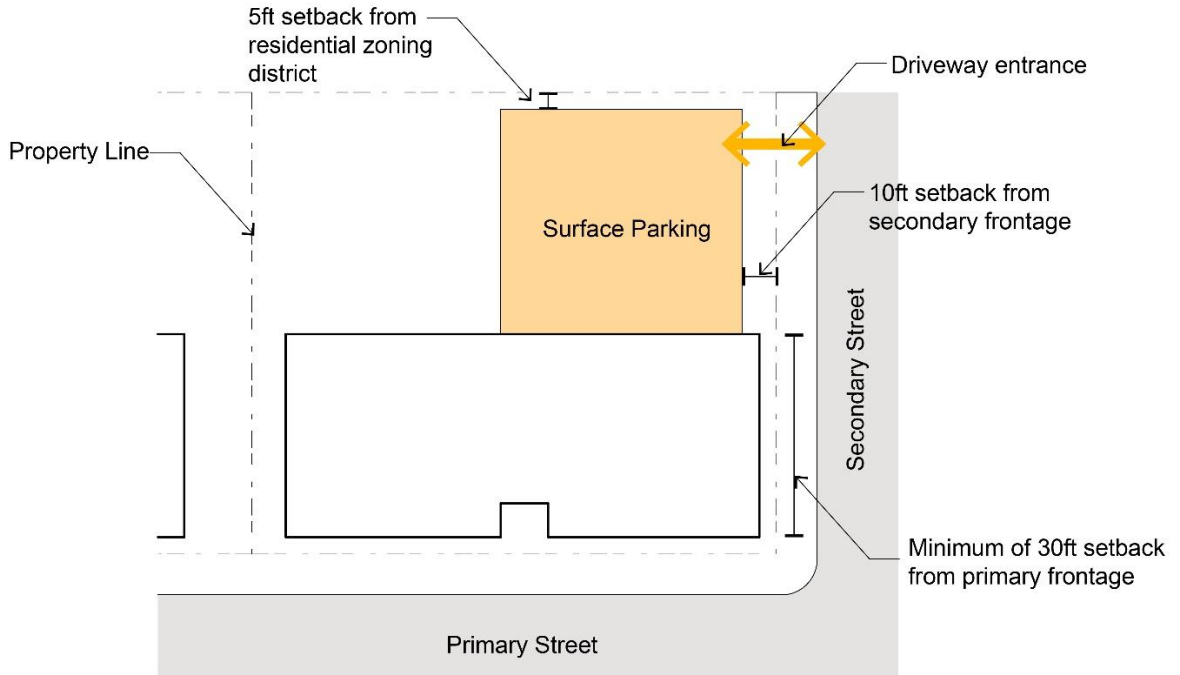 5ft setback from
residential zoning
district
Driveway entrance
Property Line
10ft setback from
secondary frontage
Surface Parking
Secondary Street
Minimum of 30ft setback
from primary frontage
Primary Street